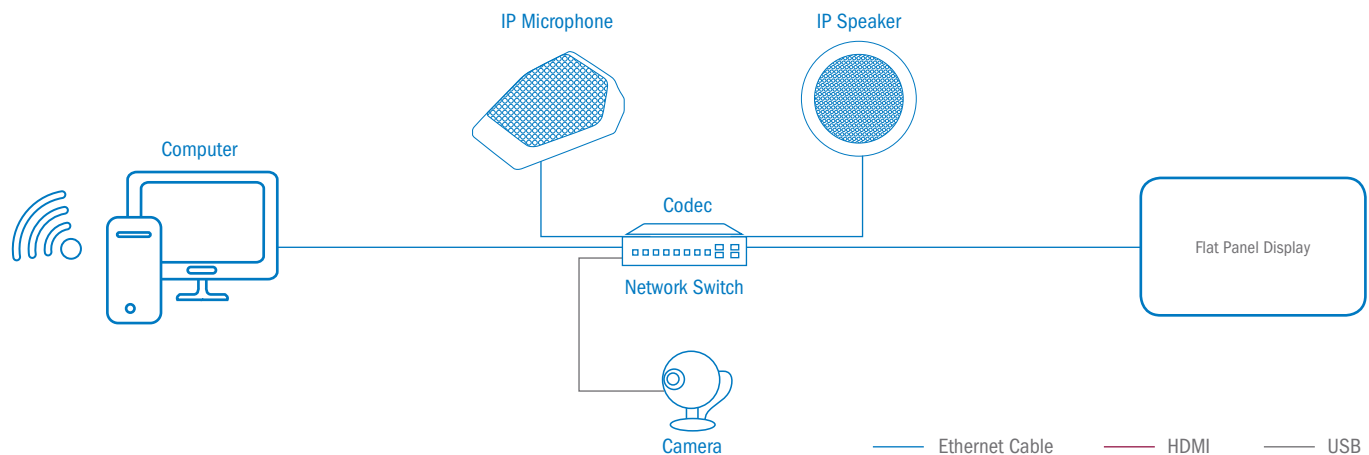 IP Microphone
IP Speaker
Computer
Codec
Flat Panel Display
Network Switch
Camera
Ethernet Cable
HDMI
USB